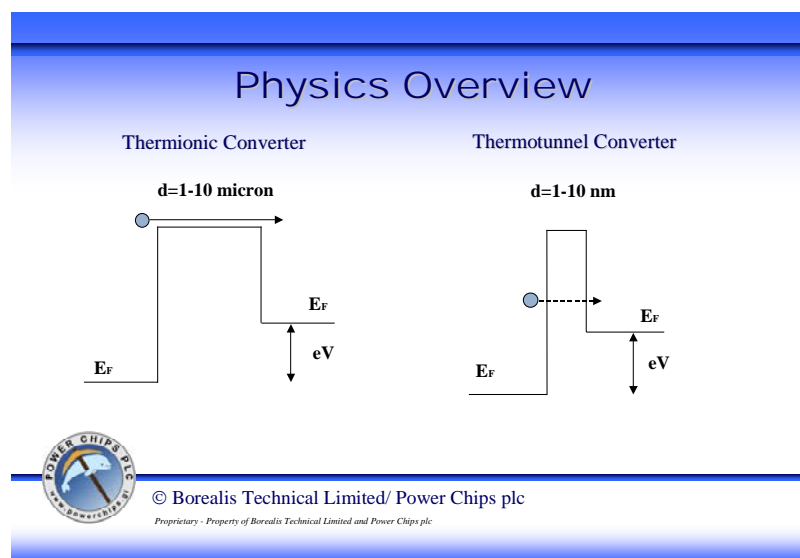 Physics Overview
Thermionic Converter
Thermotunnel Converter
d=1-10 micron
d=1-10 nm
EF
EF
eV
EF
EF
eV
POWER CHIPS PLC
www.powerchips.gi
© Borealis Technical Limited/ Power Chips plc
Proprietary - Property of Borealis Technical Limited and Power Chips plc